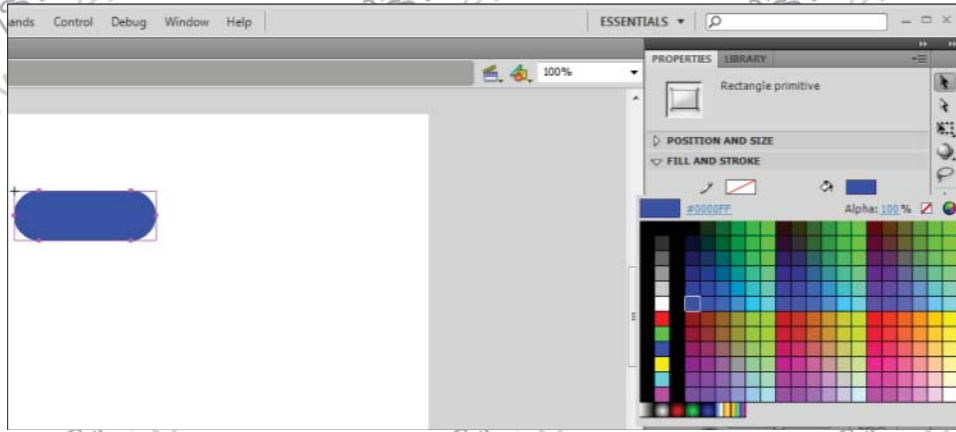 ands Control Debug Window Help ESSENTIALS
100%
PROPERTIES LIBRARY
Rectangle primitive
POSITION AND SIZE
FILL AND STROKE
#0000FF Alpha: 100 %